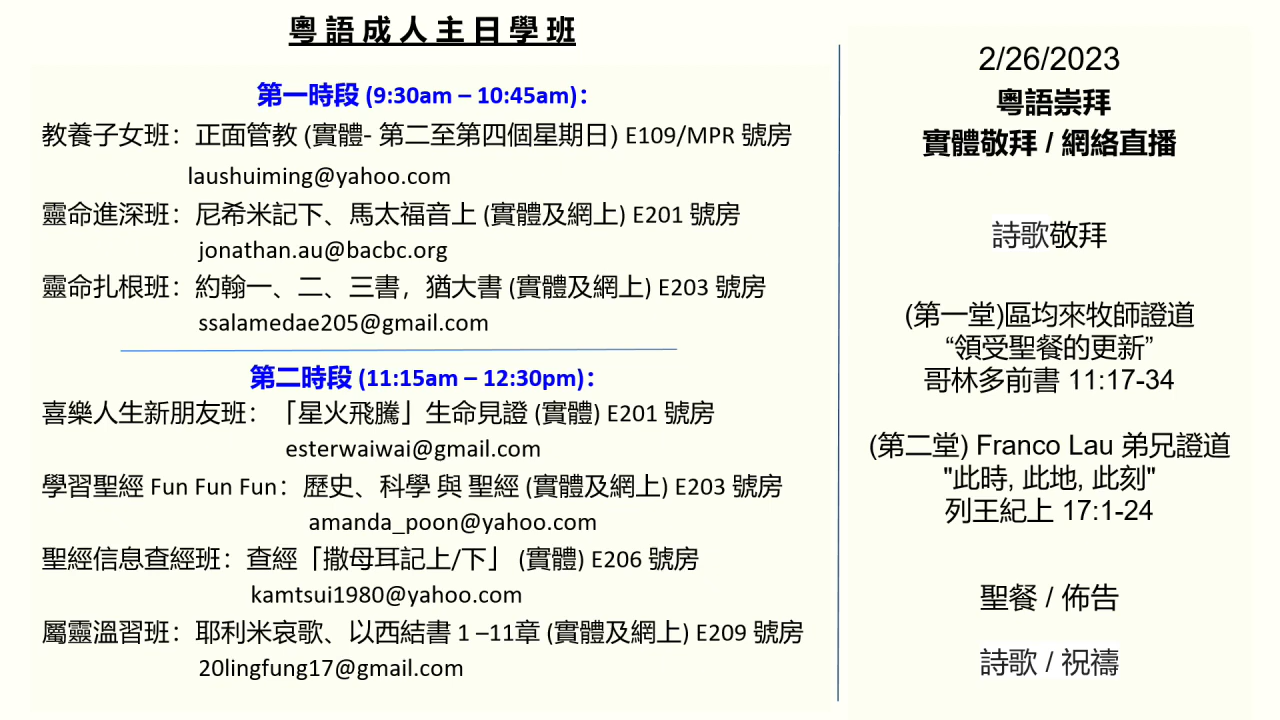 粵語成人主日學班
第一時段 (9:30am – 10:45am):
教養子女班：正面管教 (實體- 第二至第四個星期日) E109/MPR 號房
laushuiming@yahoo.com
靈命進深班：尼希米記下、馬太福音上 (實體及網上) E201 號房
jonathan.au@bacbc.org
靈命扎根班：約翰一、二、三書，猶大書 (實體及網上) E203 號房
ssalamedae205@gmail.com
第二時段 (11:15am – 12:30pm):
喜樂人生新朋友班：「星火飛騰」生命見證 (實體) E201 號房
esterwaiwai@gmail.com
學習聖經 Fun Fun Fun：歷史、科學 與 聖經 (實體及網上) E203 號房
amanda_poon@yahoo.com
聖經信息查經班：查經「撒母耳記上/下」 (實體) E206 號房
kamtsui1980@yahoo.com
屬靈溫習班：耶利米哀歌、以西結書 1 –11章 (實體及網上) E209 號房
20lingfung17@gmail.com
2/26/2023
粵語崇拜
實體敬拜 / 網絡直播
詩歌敬拜
(第一堂)區均來牧師證道
“領受聖餐的更新”
哥林多前書 11:17-34
(第二堂) Franco Lau 弟兄證道
"此時, 此地, 此刻"
列王紀上 17:1-24
聖餐 / 佈告
詩歌 / 祝禱